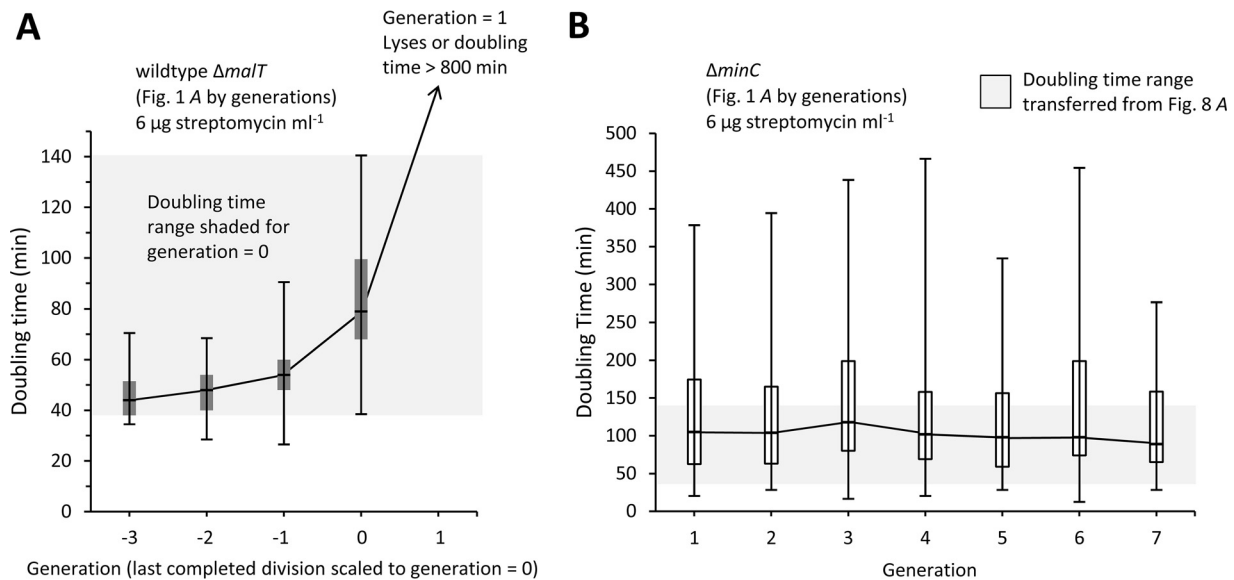 A
wildtype ΔmalT
(Fig. 1 A by generations)
6 µg streptomycin ml-1
Generation = 1
Lyses or doubling
time > 800 min
Doubling time
range shaded for
generation = 0
Doubling time (min)
140
120
100
80
60
40
20
0
-3 -2 -1 0 1
Generation (last completed division scaled to generation = 0)
B
ΔminC
(Fig. 1 A by generations)
6 µg streptomycin ml-1
Doubling time range
transferred from Fig. 8 A
Doubling Time (min)
500
450
400
350
300
250
200
150
100
50
0
1 2 3 4 5 6 7
Generation